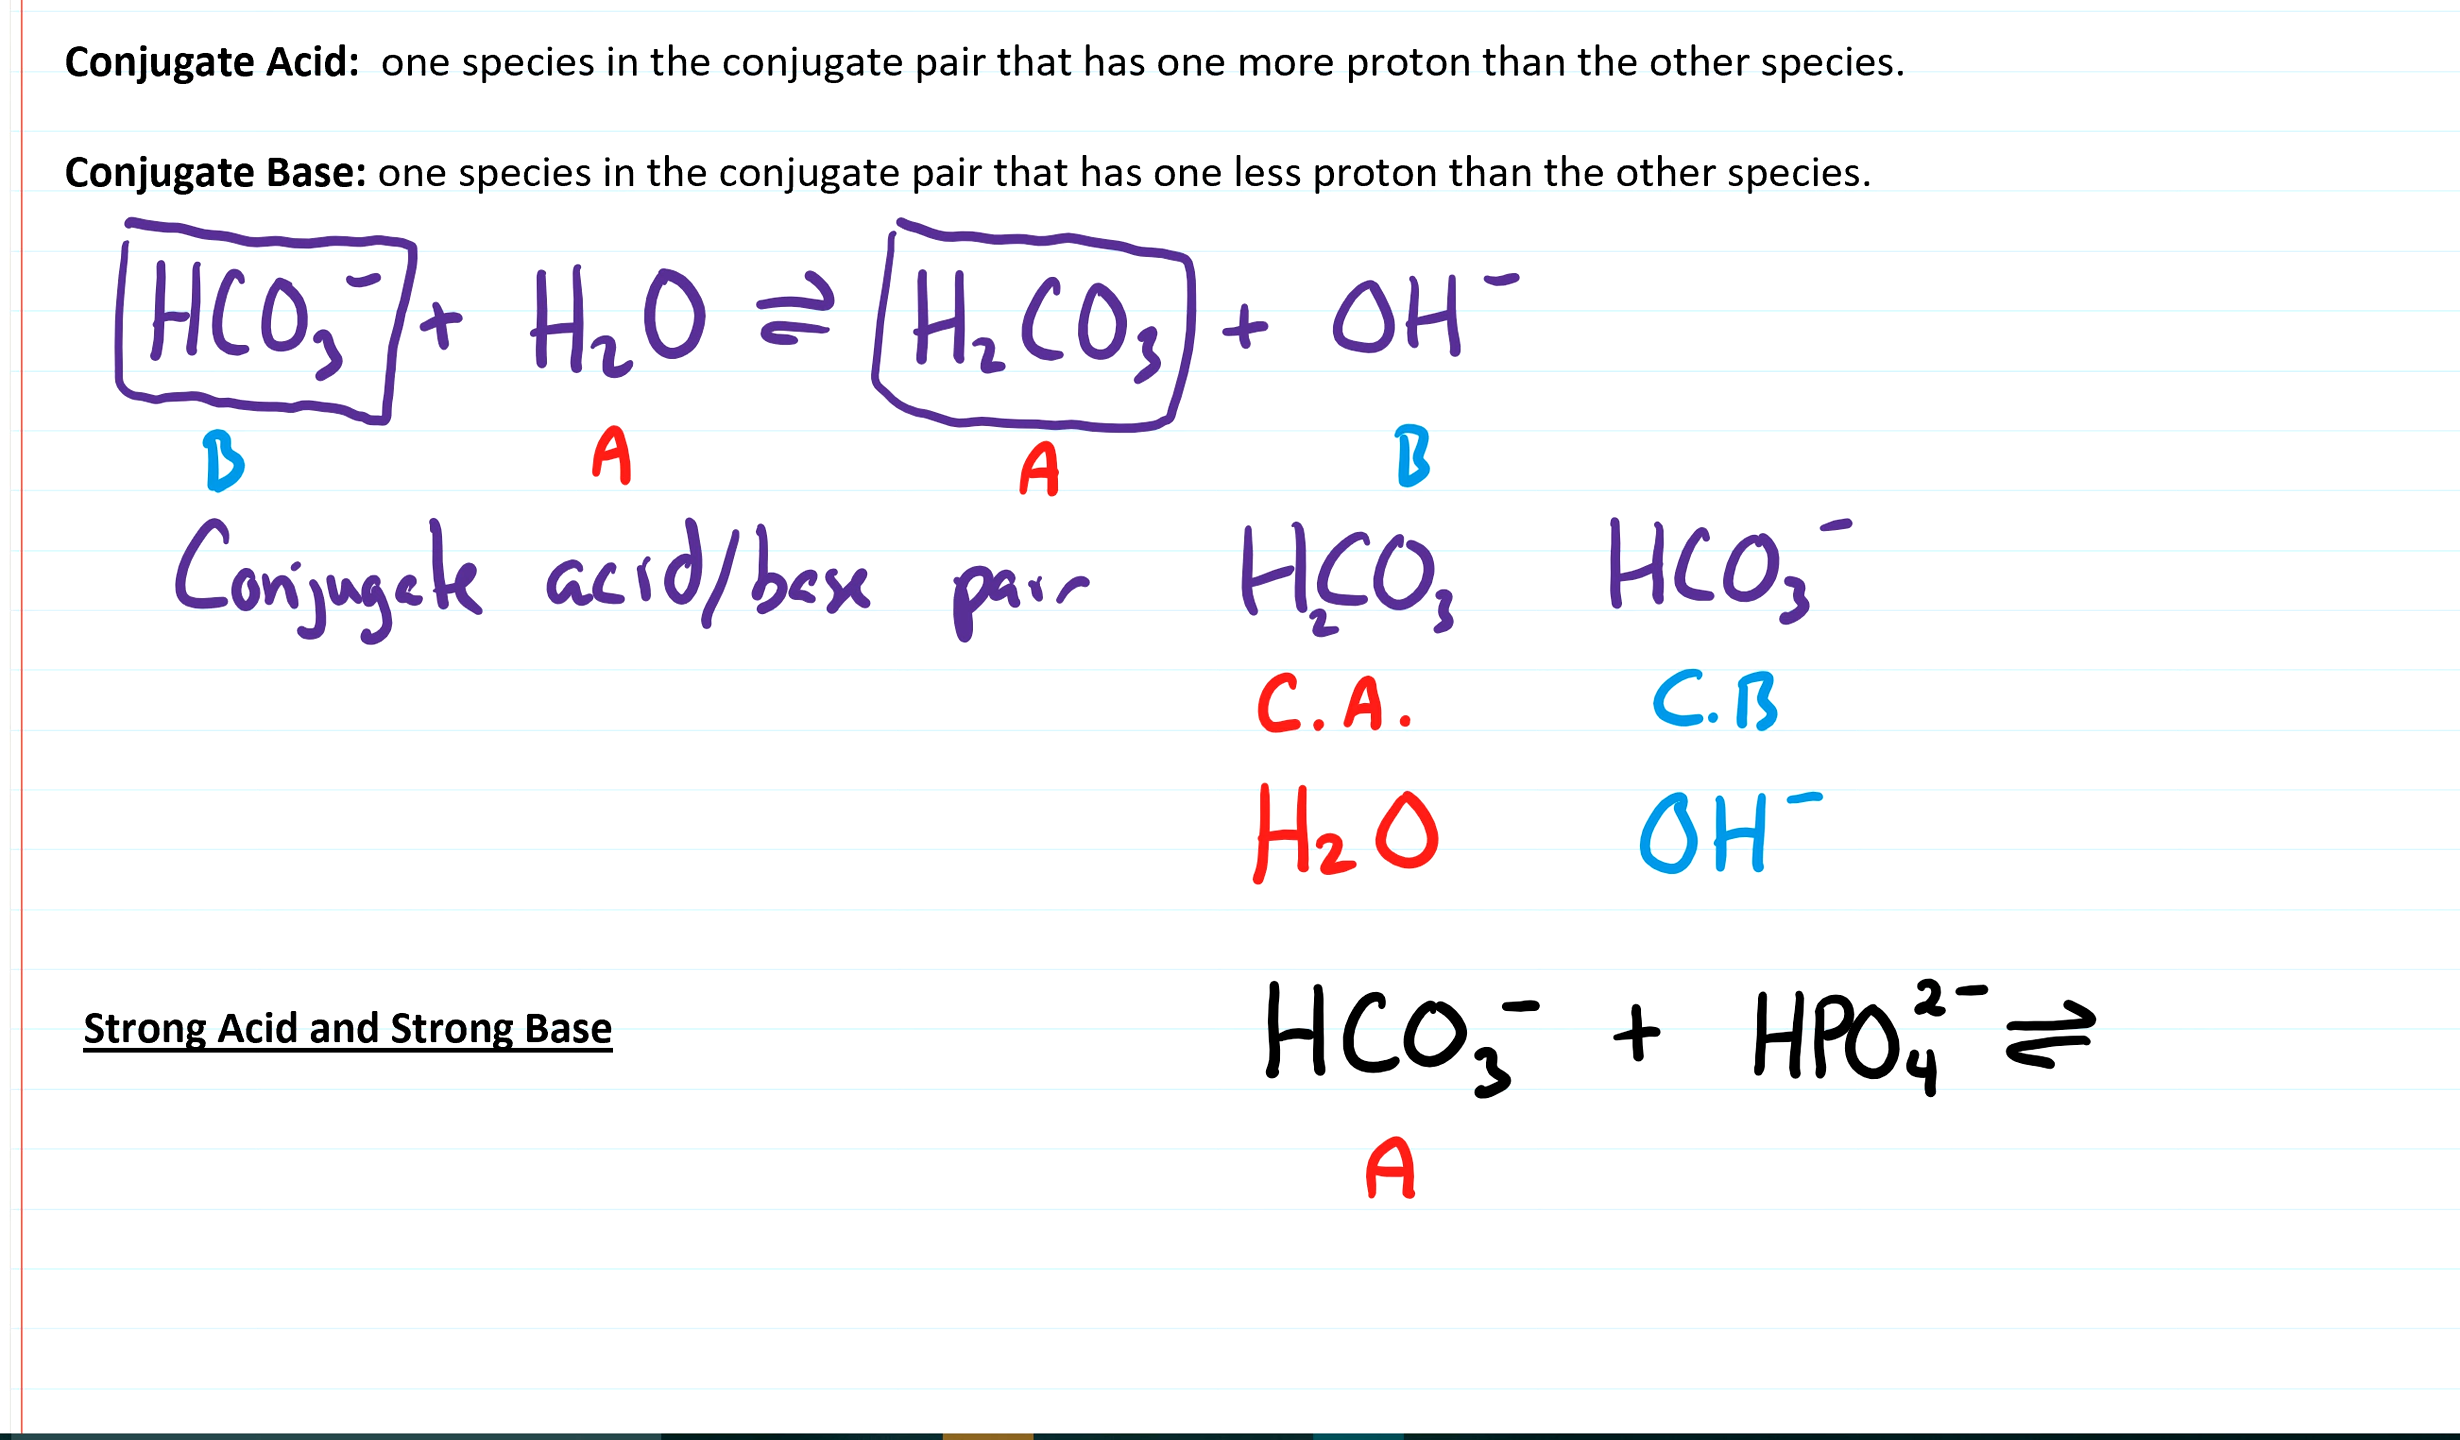 Conjugate Acid: one species in the conjugate pair that has one more proton than the other species.
Conjugate Base: one species in the conjugate pair that has one less proton than the other species.
HCO₃⁻ + H₂O ⇌ H₂CO₃ + OH⁻
B A A B
Conjugate acid/base pair H₂CO₃ HCO₃⁻
C.A. C.B
H₂O OH⁻
Strong Acid and Strong Base HCO₃⁻ + HPO₄²⁻ ⇌
A